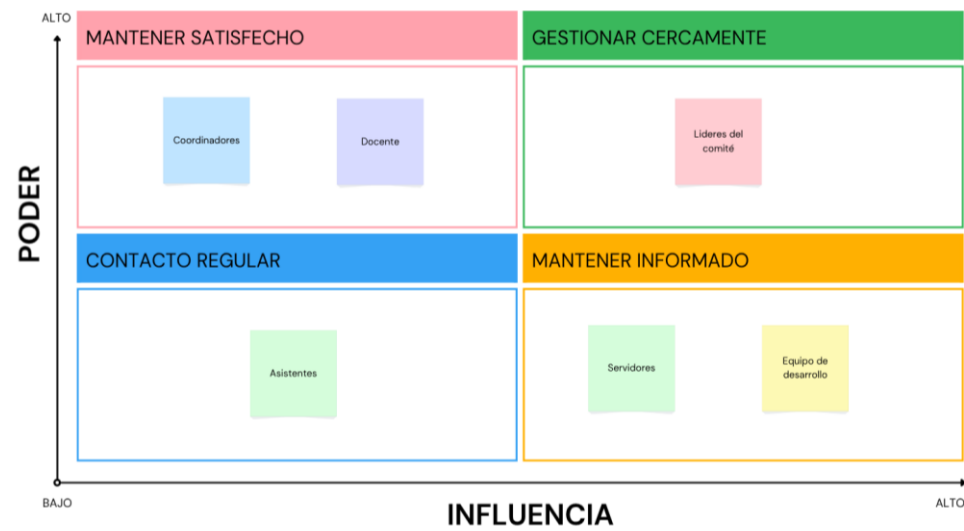 ALTO
MANTENER SATISFECHO
GESTIONAR CERCAMENTE
Coordinadores
Docente
Lideres del
comité
PODER
CONTACTO REGULAR
MANTENER INFORMADO
Asistentes
Servidores
Equipo de
desarrollo
BAJO
INFLUENCIA
ALTO